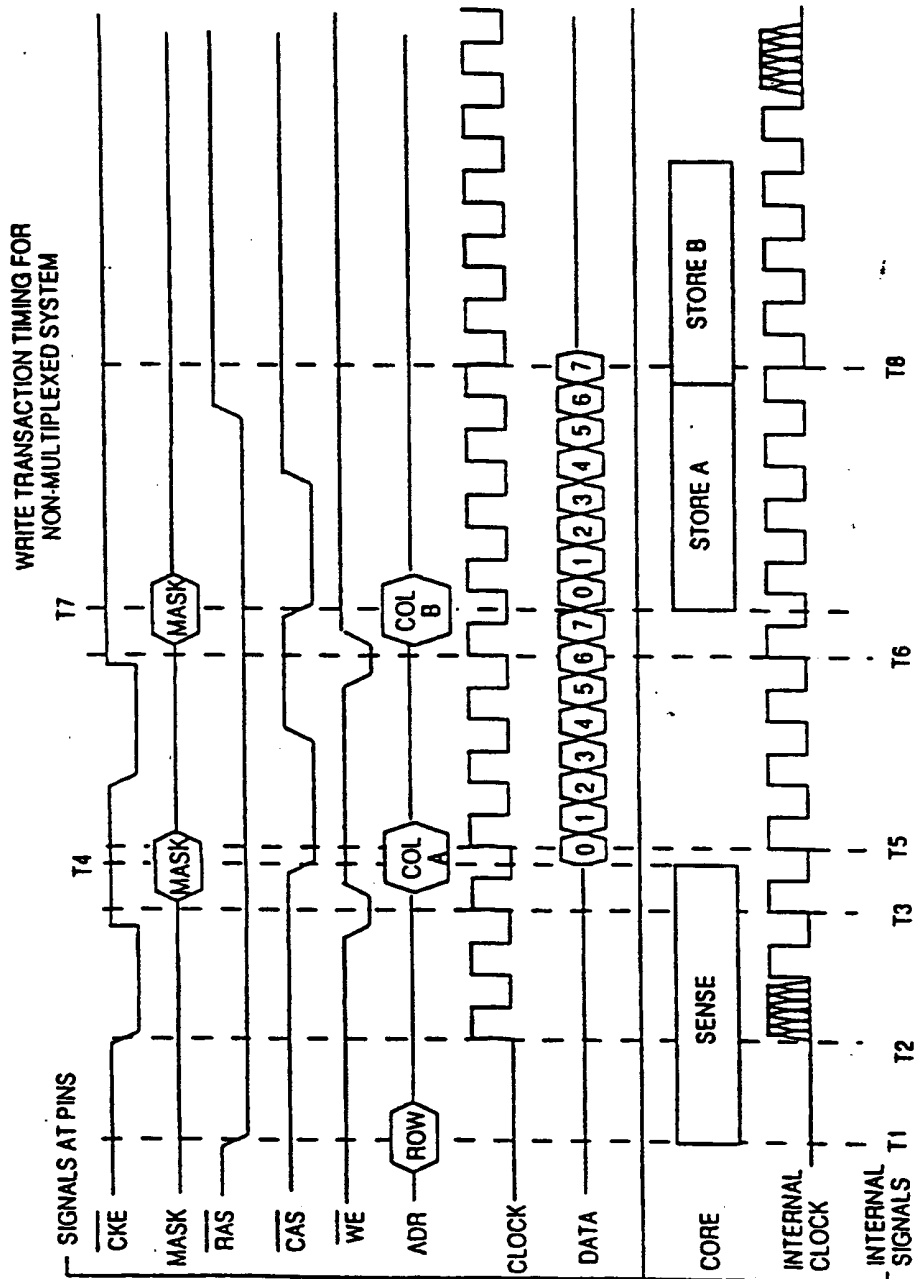 WRITE TRANSACTION TIMING FOR
NON-MULTIPLEXED SYSTEM
SIGNALS AT PINS
T4
T7
CKE
MASK
MASK
MASK
RAS
CAS
WE
ADR
ROW
COL
A
COL
B
CLOCK
DATA
0 1 2 3 4 5 6 7 0 1 2 3 4 5 6 7
CORE
SENSE
STORE A
STORE B
INTERNAL
CLOCK
INTERNAL
SIGNALS
T1
T2
T3
T5
T6
T8